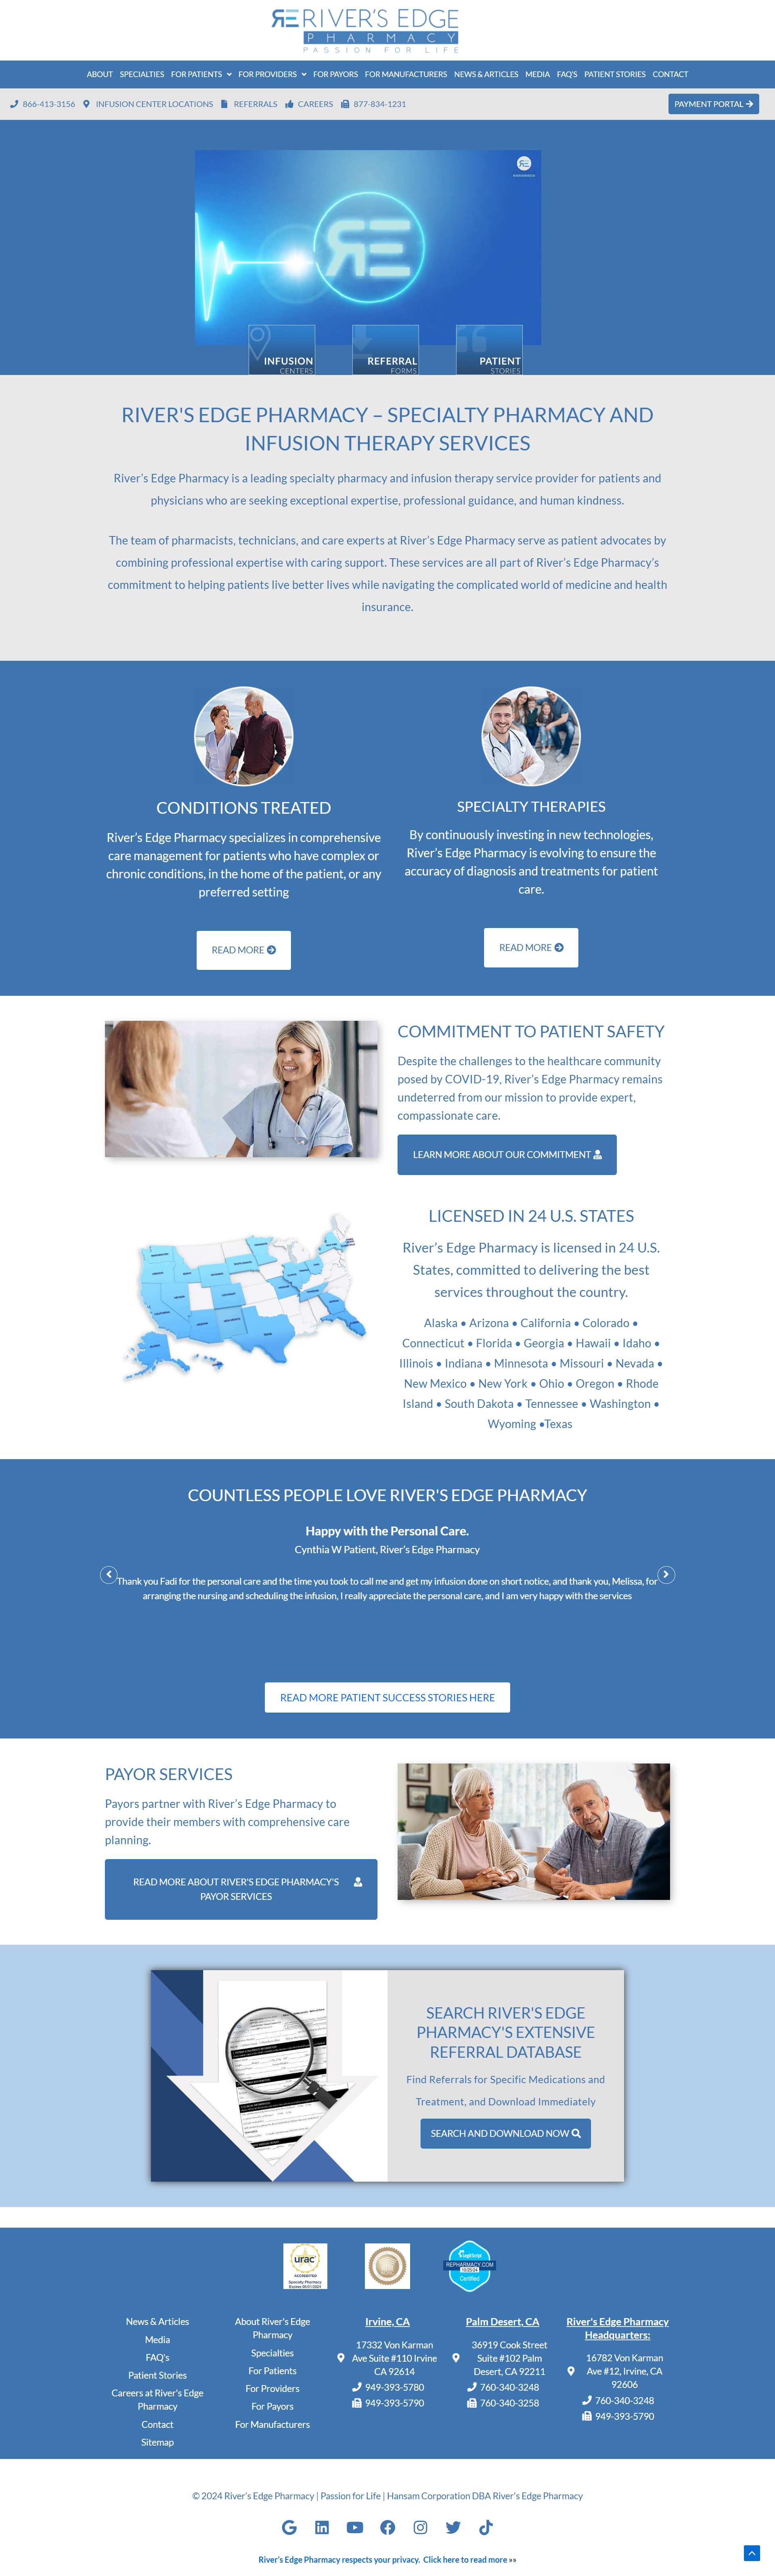 RE RIVER'S EDGE
PHARMACY
PASSION FOR LIFE
ABOUT SPECIALTIES FOR PATIENTS FOR PROVIDERS FOR PAYORS FOR MANUFACTURERS NEWS & ARTICLES MEDIA FAQ'S PATIENT STORIES CONTACT
866-413-3156 INFUSION CENTER LOCATIONS REFERRALS CAREERS 877-834-1231 PAYMENT PORTAL
RE
INFUSION
CENTERS
REFERRAL
FORMS
PATIENT
STORIES
RIVER'S EDGE PHARMACY – SPECIALTY PHARMACY AND
INFUSION THERAPY SERVICES
River's Edge Pharmacy is a leading specialty pharmacy and infusion therapy service provider for patients and
physicians who are seeking exceptional expertise, professional guidance, and human kindness.
The team of pharmacists, technicians, and care experts at River's Edge Pharmacy serve as patient advocates by
combining professional expertise with caring support. These services are all part of River's Edge Pharmacy's
commitment to helping patients live better lives while navigating the complicated world of medicine and health
insurance.
CONDITIONS TREATED
River's Edge Pharmacy specializes in comprehensive
care management for patients who have complex or
chronic conditions, in the home of the patient, or any
preferred setting
READ MORE
SPECIALTY THERAPIES
By continuously investing in new technologies,
River's Edge Pharmacy is evolving to ensure the
accuracy of diagnosis and treatments for patient
care.
READ MORE
COMMITMENT TO PATIENT SAFETY
Despite the challenges to the healthcare community
posed by COVID-19, River's Edge Pharmacy remains
undeterred from our mission to provide expert,
compassionate care.
LEARN MORE ABOUT OUR COMMITMENT
LICENSED IN 24 U.S. STATES
River's Edge Pharmacy is licensed in 24 U.S.
States, committed to delivering the best
services throughout the country.
Alaska • Arizona • California • Colorado •
Connecticut • Florida • Georgia • Hawaii • Idaho •
Illinois • Indiana • Minnesota • Missouri • Nevada •
New Mexico • New York • Ohio • Oregon • Rhode
Island • South Dakota • Tennessee • Washington •
Wyoming •Texas
COUNTLESS PEOPLE LOVE RIVER'S EDGE PHARMACY
Happy with the Personal Care.
Cynthia W Patient, River's Edge Pharmacy
Thank you Fadi for the personal care and the time you took to call me and get my infusion done on short notice, and thank you, Melissa, for
arranging the nursing and scheduling the infusion, I really appreciate the personal care, and I am very happy with the services
READ MORE PATIENT SUCCESS STORIES HERE
PAYOR SERVICES
Payors partner with River's Edge Pharmacy to
provide their members with comprehensive care
planning.
READ MORE ABOUT RIVER'S EDGE PHARMACY'S
PAYOR SERVICES
SEARCH RIVER'S EDGE
PHARMACY'S EXTENSIVE
REFERRAL DATABASE
Find Referrals for Specific Medications and
Treatment, and Download Immediately
SEARCH AND DOWNLOAD NOW
urac
ACCREDITED
Specialty Pharmacy
Expires 06/01/2024
LegitScript
REPHARMACY.COM
Certified
News & Articles
Media
FAQ's
Patient Stories
Careers at River's Edge
Pharmacy
Contact
Sitemap
About River's Edge
Pharmacy
Specialties
For Patients
For Providers
For Payors
For Manufacturers
Irvine, CA
17332 Von Karman
Ave Suite #110 Irvine
CA 92614
949-393-5780
949-393-5790
Palm Desert, CA
36919 Cook Street
Suite #102 Palm
Desert, CA 92211
760-340-3248
760-340-3258
River's Edge Pharmacy
Headquarters:
16782 Von Karman
Ave #12, Irvine, CA
92606
760-340-3248
949-393-5790
© 2024 River's Edge Pharmacy | Passion for Life | Hansam Corporation DBA River's Edge Pharmacy
River's Edge Pharmacy respects your privacy. Click here to read more »»